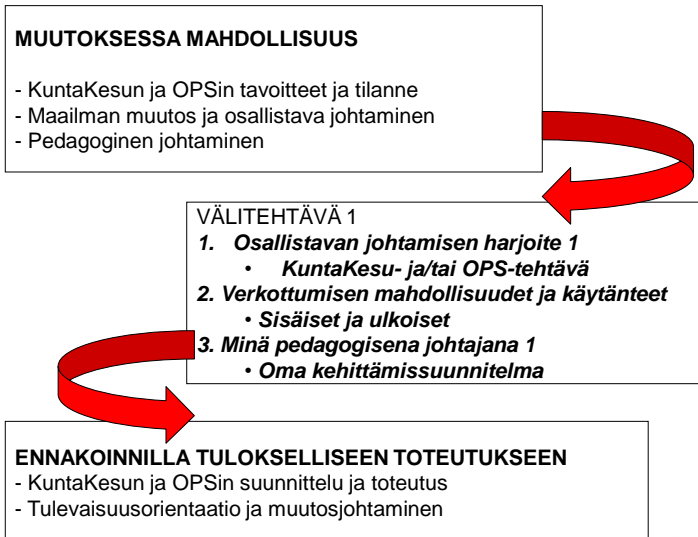 MUUTOKSESSA MAHDOLLISUUS
- KuntaKesun ja OPSin tavoitteet ja tilanne
- Maailman muutos ja osallistava johtaminen
- Pedagoginen johtaminen
VÄLITEHTÄVÄ 1
1. Osallistavan johtamisen harjoite 1
• KuntaKesu- ja/tai OPS-tehtävä
2. Verkottumisen mahdollisuudet ja käytänteet
• Sisäiset ja ulkoiset
3. Minä pedagogisena johtajana 1
• Oma kehittämissuunnitelma
ENNAKOINNILLA TULOKSELLISEEN TOTEUTUKSEEN
- KuntaKesun ja OPSin suunnittelu ja toteutus
- Tulevaisuusorientaatio ja muutosjohtaminen